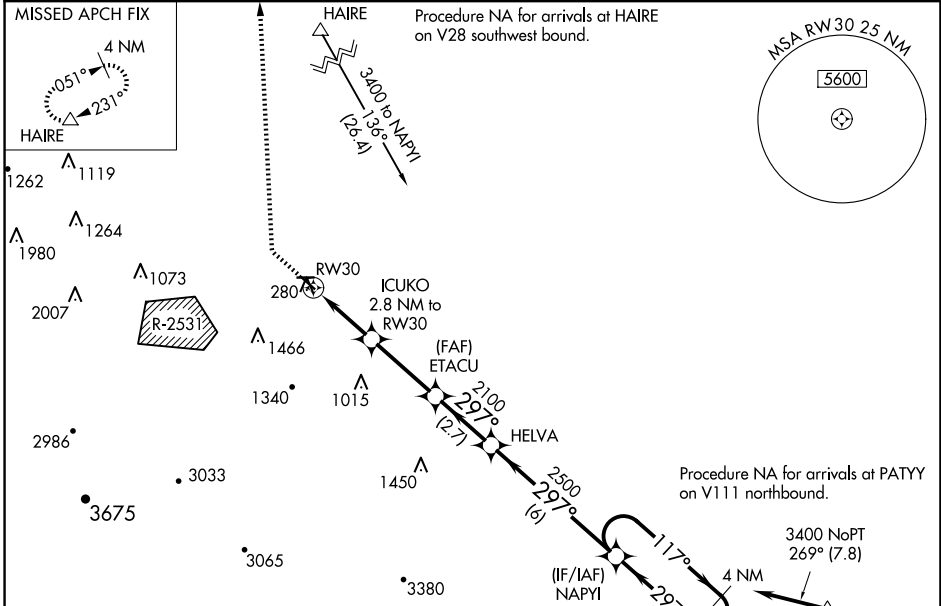 MISSED APCH FIX
4 NM
051°
231°
HAIRE
HAIRE
3400 to NAPYI
136°
(26.4)
Procedure NA for arrivals at HAIRE
on V28 southwest bound.
MSA RW30 25 NM
5600
1262
1119
1264
1980
1073
2007
R-2531
280
RW30
ICUKO
2.8 NM to
RW30
1466
(FAF)
ETACU
1340
1015
2100
297°
(2.7)
HELVA
2986
3033
1450
2500
297°
(6)
Procedure NA for arrivals at PATYY
on V111 northbound.
3675
3400 NoPT
269° (7.8)
117°
3065
4 NM
(IF/IAF)
NAPYI
3380